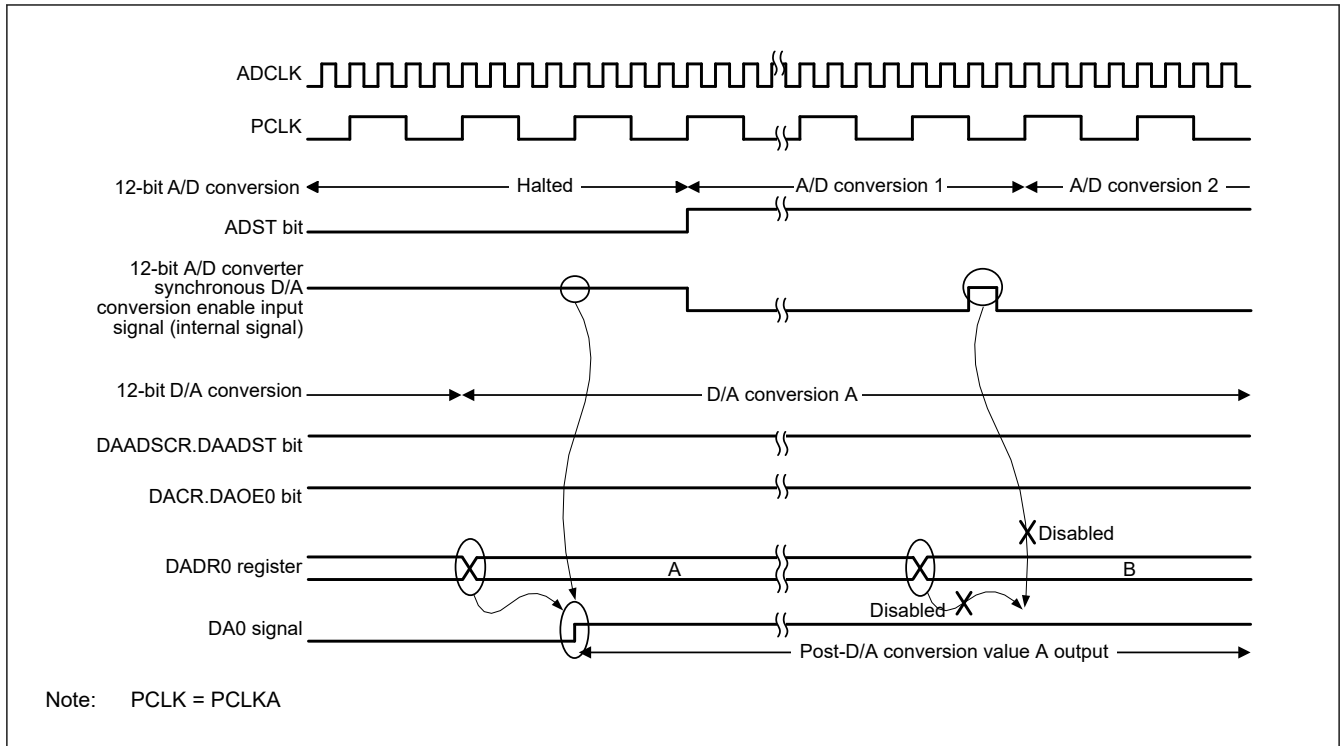 ADCLK
PCLK
12-bit A/D conversion Halted A/D conversion 1 A/D conversion 2
ADST bit
12-bit A/D converter
synchronous D/A
conversion enable input
signal (internal signal)
12-bit D/A conversion D/A conversion A
DAADSCR.DAADST bit
DACR.DAOE0 bit
Disabled
DADR0 register A B
Disabled
DA0 signal
Post-D/A conversion value A output
Note: PCLK = PCLKA